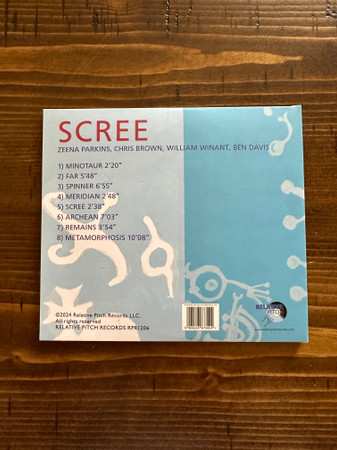 SCREE
ZEENA PARKINS, CHRIS BROWN, WILLIAM WINANT, BEN DAVIS
1) MINOTAUR 2'20"
2) FAR 5'48"
3) SPINNER 6'55"
4) MERIDIAN 2'48"
5) SCREE 2'38"
6) ARCHEAN 7'03"
7) REMAINS 3'54"
8) METAMORPHOSIS 10'08"
©2024 Relative Pitch Records LLC.
All rights reserved
RELATIVE PITCH RECORDS RPR1206
RELATIVE
PITCH